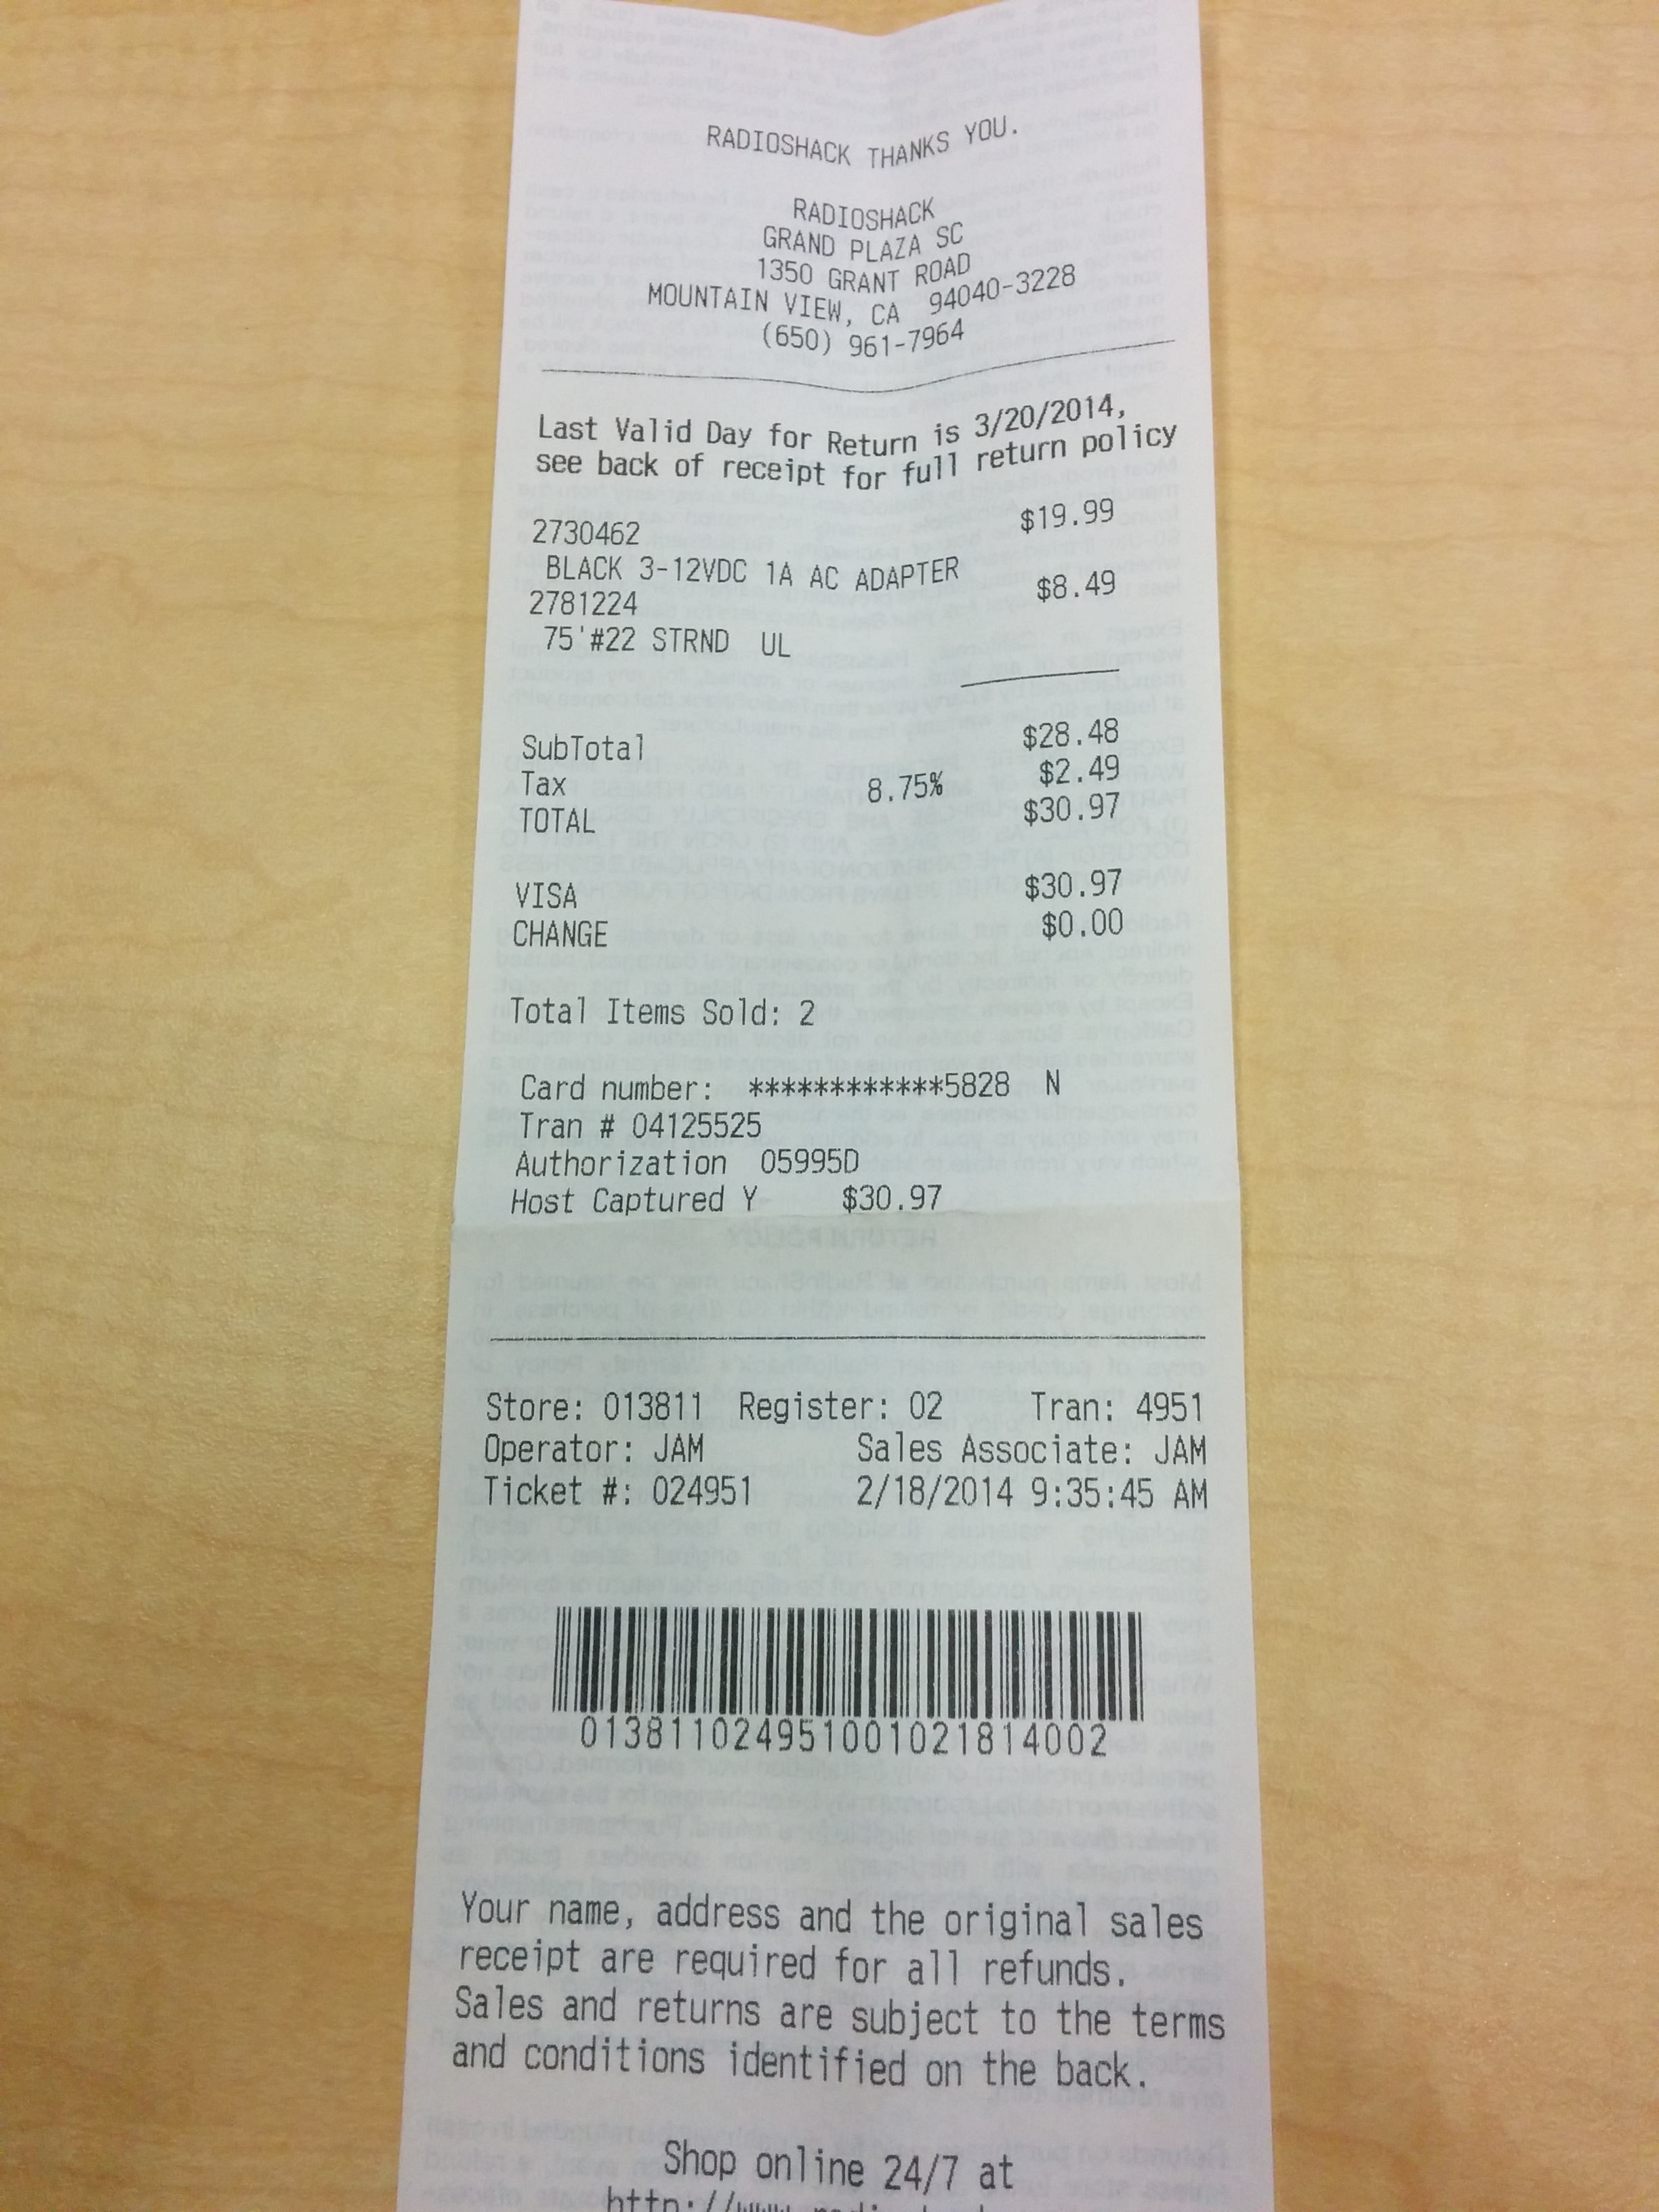 RADIOSHACK THANKS YOU.
RADIOSHACK
GRAND PLAZA SC
1350 GRANT ROAD
MOUNTAIN VIEW, CA 94040-3228
(650) 961-7964
Last Valid Day for Return is 3/20/2014,
see back of receipt for full return policy
2730462 $19.99
BLACK 3-12VDC 1A AC ADAPTER
2781224 $8.49
75'#22 STRND UL
SubTotal $28.48
Tax 8.75% $2.49
TOTAL $30.97
VISA $30.97
CHANGE $0.00
Total Items Sold: 2
Card number: ************5828 N
Tran # 04125525
Authorization 05995D
Host Captured Y $30.97
Store: 013811 Register: 02 Tran: 4951
Operator: JAM Sales Associate: JAM
Ticket #: 024951 2/18/2014 9:35:45 AM
013811024951001021814002
Your name, address and the original sales
receipt are required for all refunds.
Sales and returns are subject to the terms
and conditions identified on the back.
Shop online 24/7 at